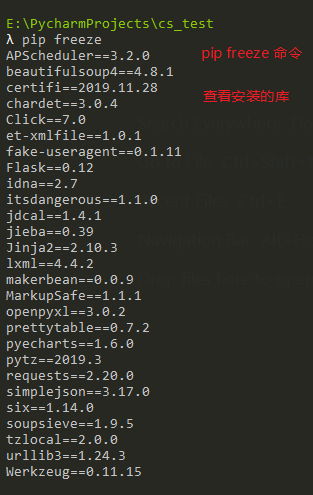 E:\PycharmProjects\cs_test
λ pip freeze
pip freeze 命令
APScheduler==3.2.0
beautifulsoup4==4.8.1
certifi==2019.11.28
查看安装的库
chardet==3.0.4
Click==7.0
et-xmlfile==1.0.1
fake-useragent==0.1.11
Flask==0.12
idna==2.7
itsdangerous==1.1.0
jdcal==1.4.1
jieba==0.39
Jinja2==2.10.3
lxml==4.4.2
makerbean==0.0.9
MarkupSafe==1.1.1
openpyxl==3.0.2
prettytable==0.7.2
pyecharts==1.6.0
pytz==2019.3
requests==2.20.0
simplejson==3.17.0
six==1.14.0
soupsieve==1.9.5
tzlocal==2.0.0
urllib3==1.24.3
Werkzeug==0.11.15